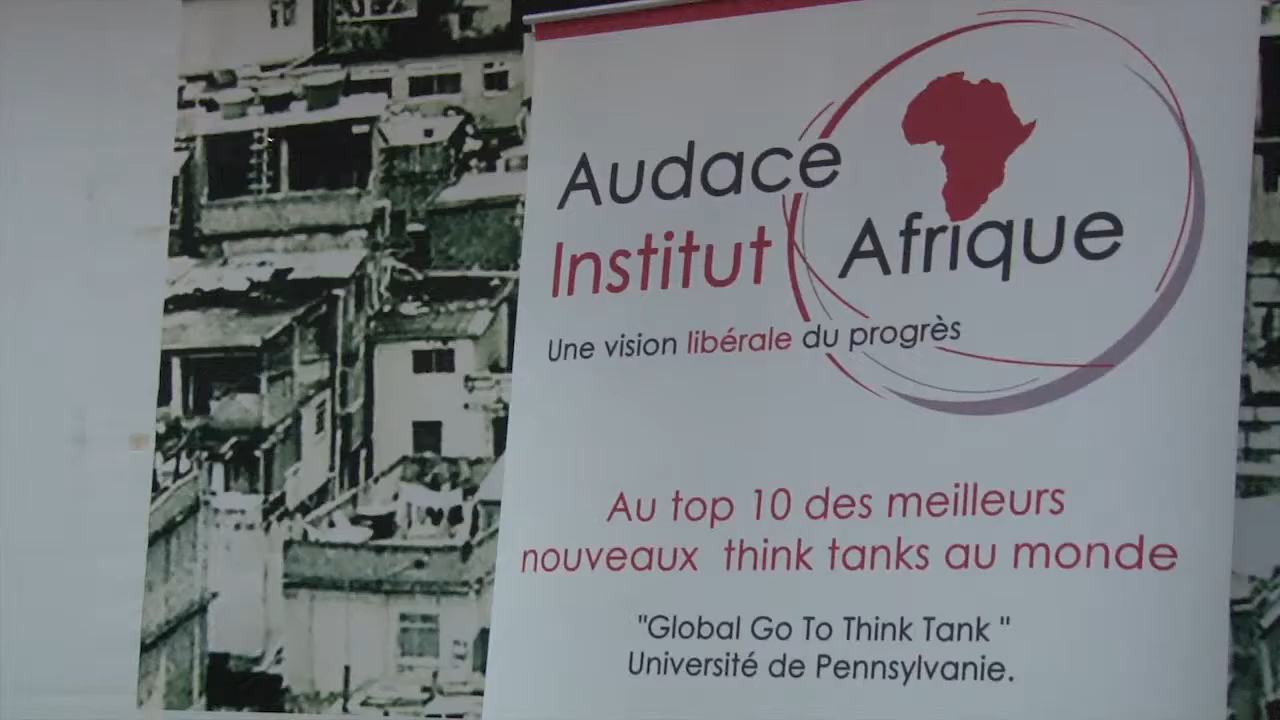 Audace
Institut Afrique
Une vision libérale du progrès
Au top 10 des meilleurs
nouveaux think tanks au monde
"Global Go To Think Tank "
Université de Pennsylvanie.